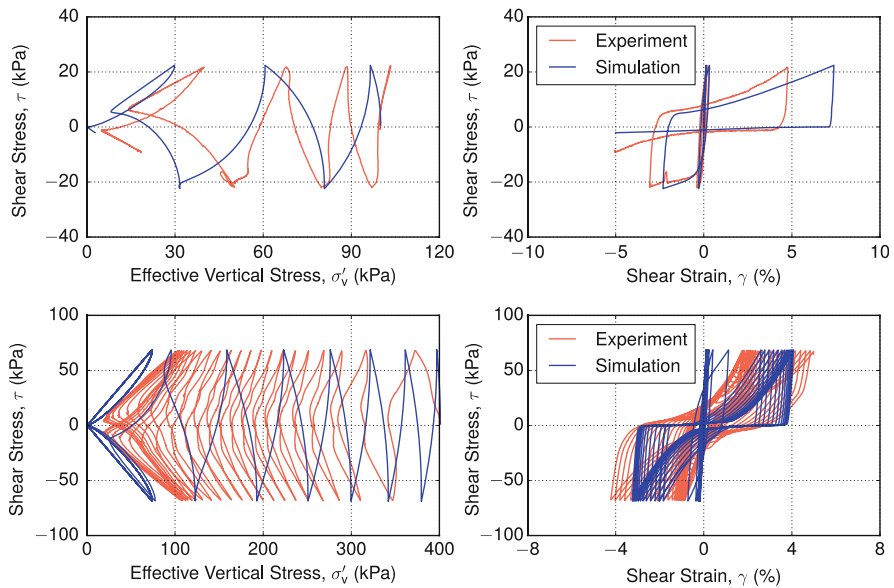 40
20
0
−20
−40
Shear Stress, τ (kPa)
0 30 60 90 120
Effective Vertical Stress, σ′v (kPa)
40
20
0
−20
−40
Shear Stress, τ (kPa)
Experiment
Simulation
−10 −5 0 5 10
Shear Strain, γ (%)
100
50
0
−50
−100
Shear Stress, τ (kPa)
0 100 200 300 400
Effective Vertical Stress, σ′v (kPa)
100
50
0
−50
−100
Shear Stress, τ (kPa)
Experiment
Simulation
−8 −4 0 4 8
Shear Strain, γ (%)